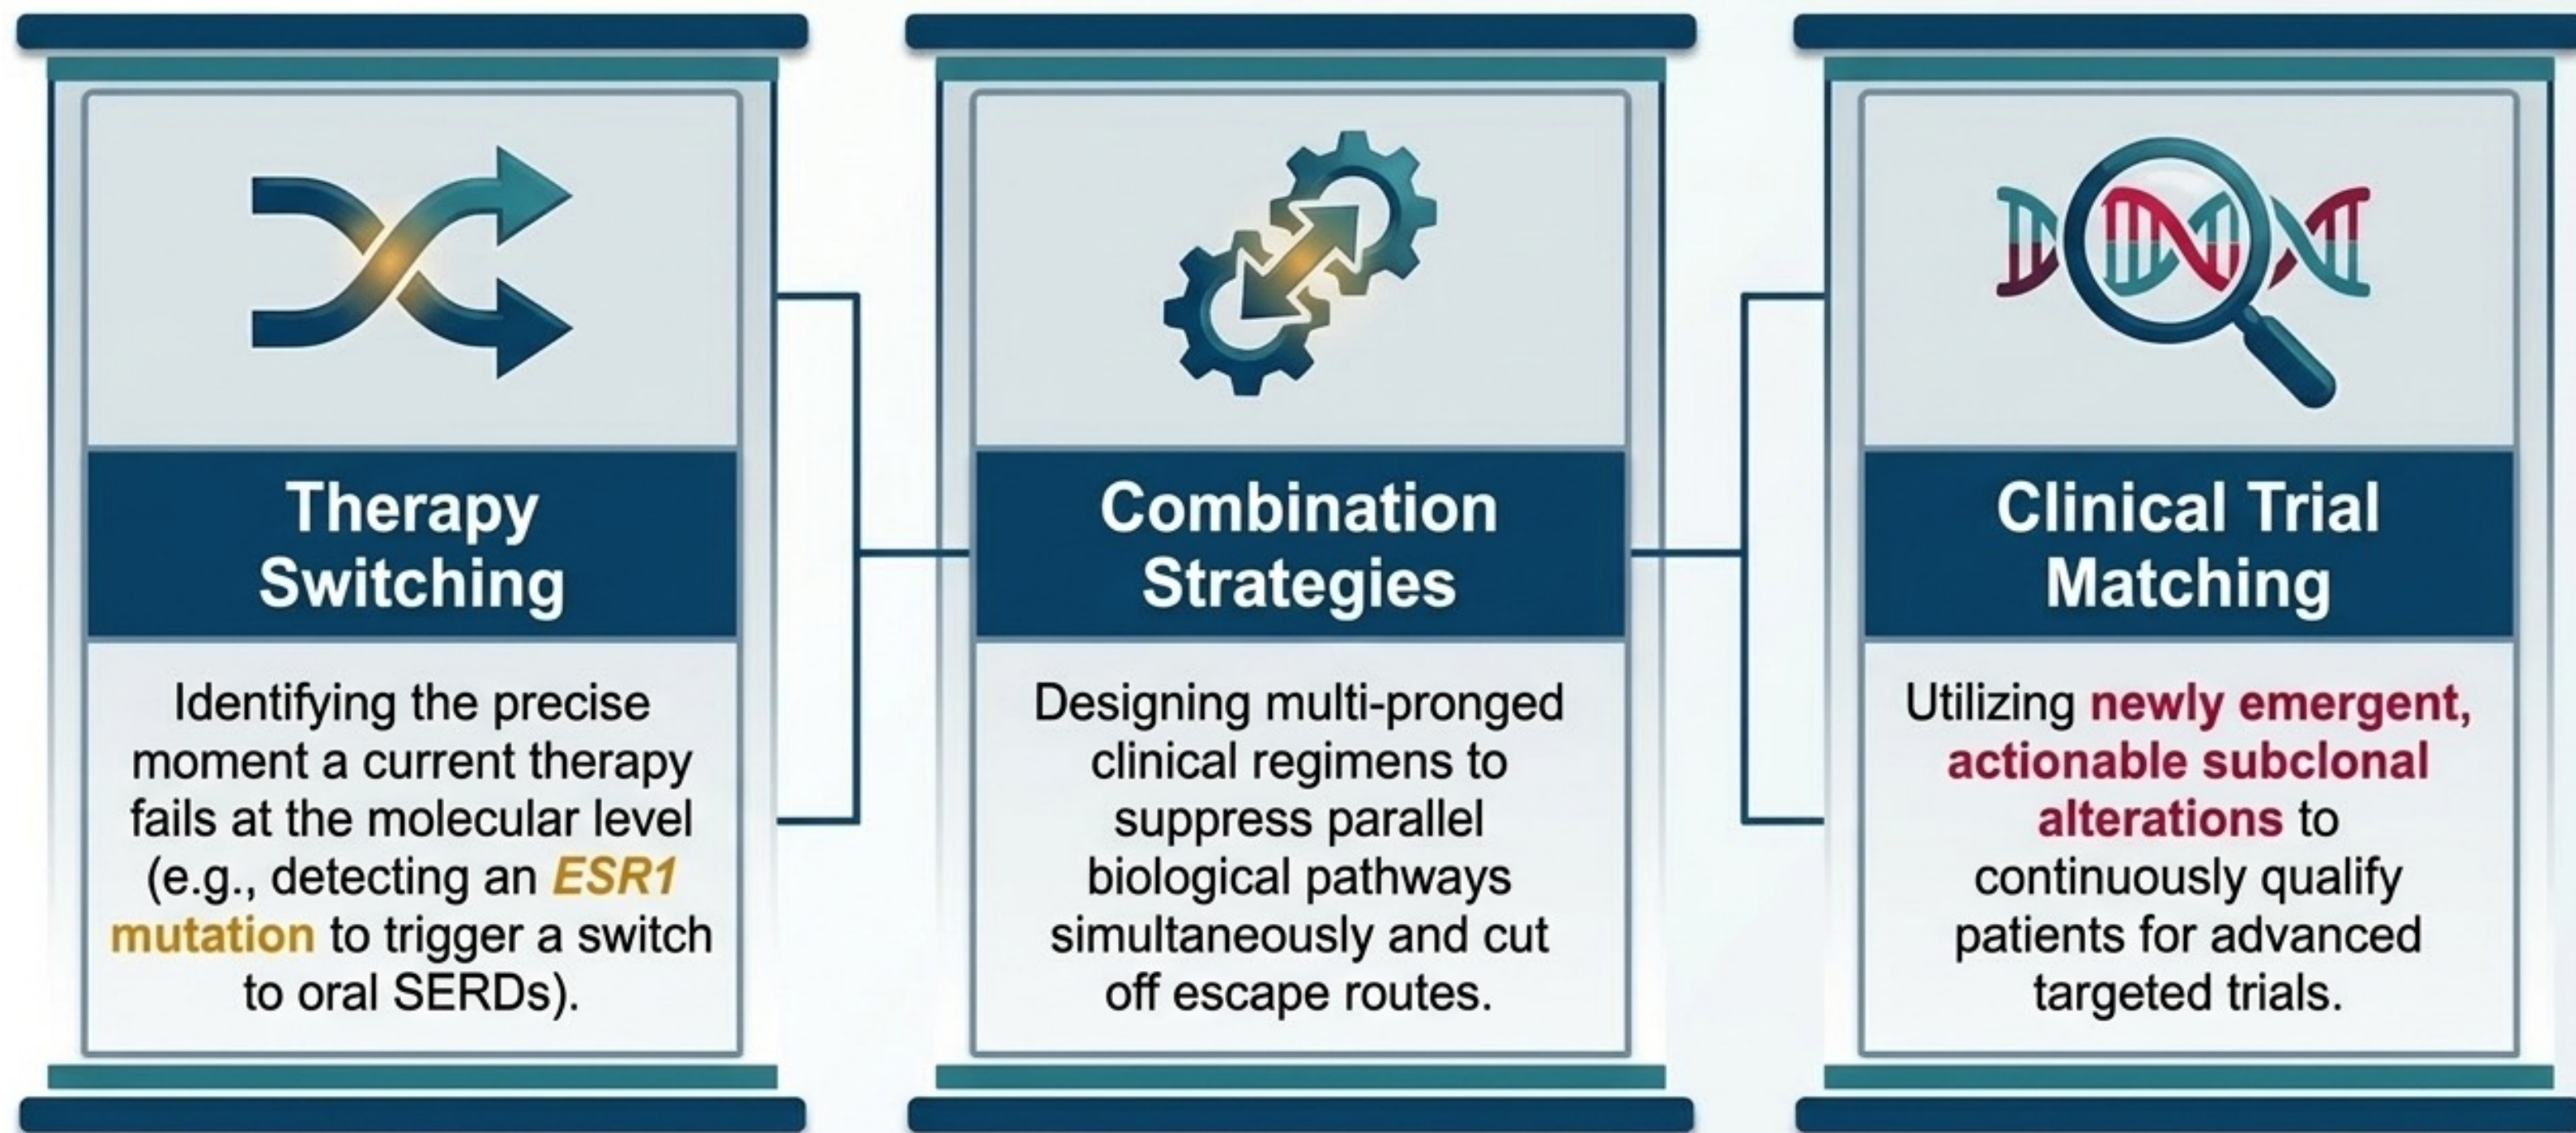 Therapy
Switching
Identifying the precise
moment a current therapy
fails at the molecular level
(e.g., detecting an ESR1
mutation to trigger a switch
to oral SERDs).
Combination
Strategies
Designing multi-pronged
clinical regimens to
suppress parallel
biological pathways
simultaneously and cut
off escape routes.
Clinical Trial
Matching
Utilizing newly emergent,
actionable subclonal
alterations to
continuously qualify
patients for advanced
targeted trials.